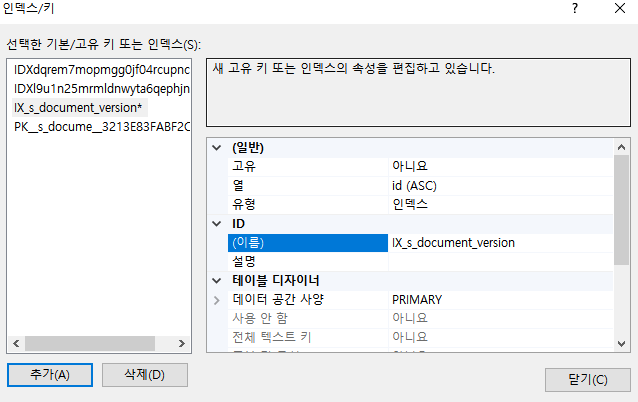 인덱스/키
? ×
선택한 기본/고유 키 또는 인덱스(S):
IDXdqrem7mopmgg0jf04rcupnc
IDXl9u1n25mrmldnwyta6qephjn
IX_s_document_version*
PK__s_docume__3213E83FABF2C
새 고유 키 또는 인덱스의 속성을 편집하고 있습니다.
(일반)
고유 아니요
열 id (ASC)
유형 인덱스
ID
(이름) IX_s_document_version
설명
테이블 디자이너
데이터 공간 사양 PRIMARY
사용 안 함 아니요
전체 텍스트 키 아니요
추가(A) 삭제(D)
닫기(C)